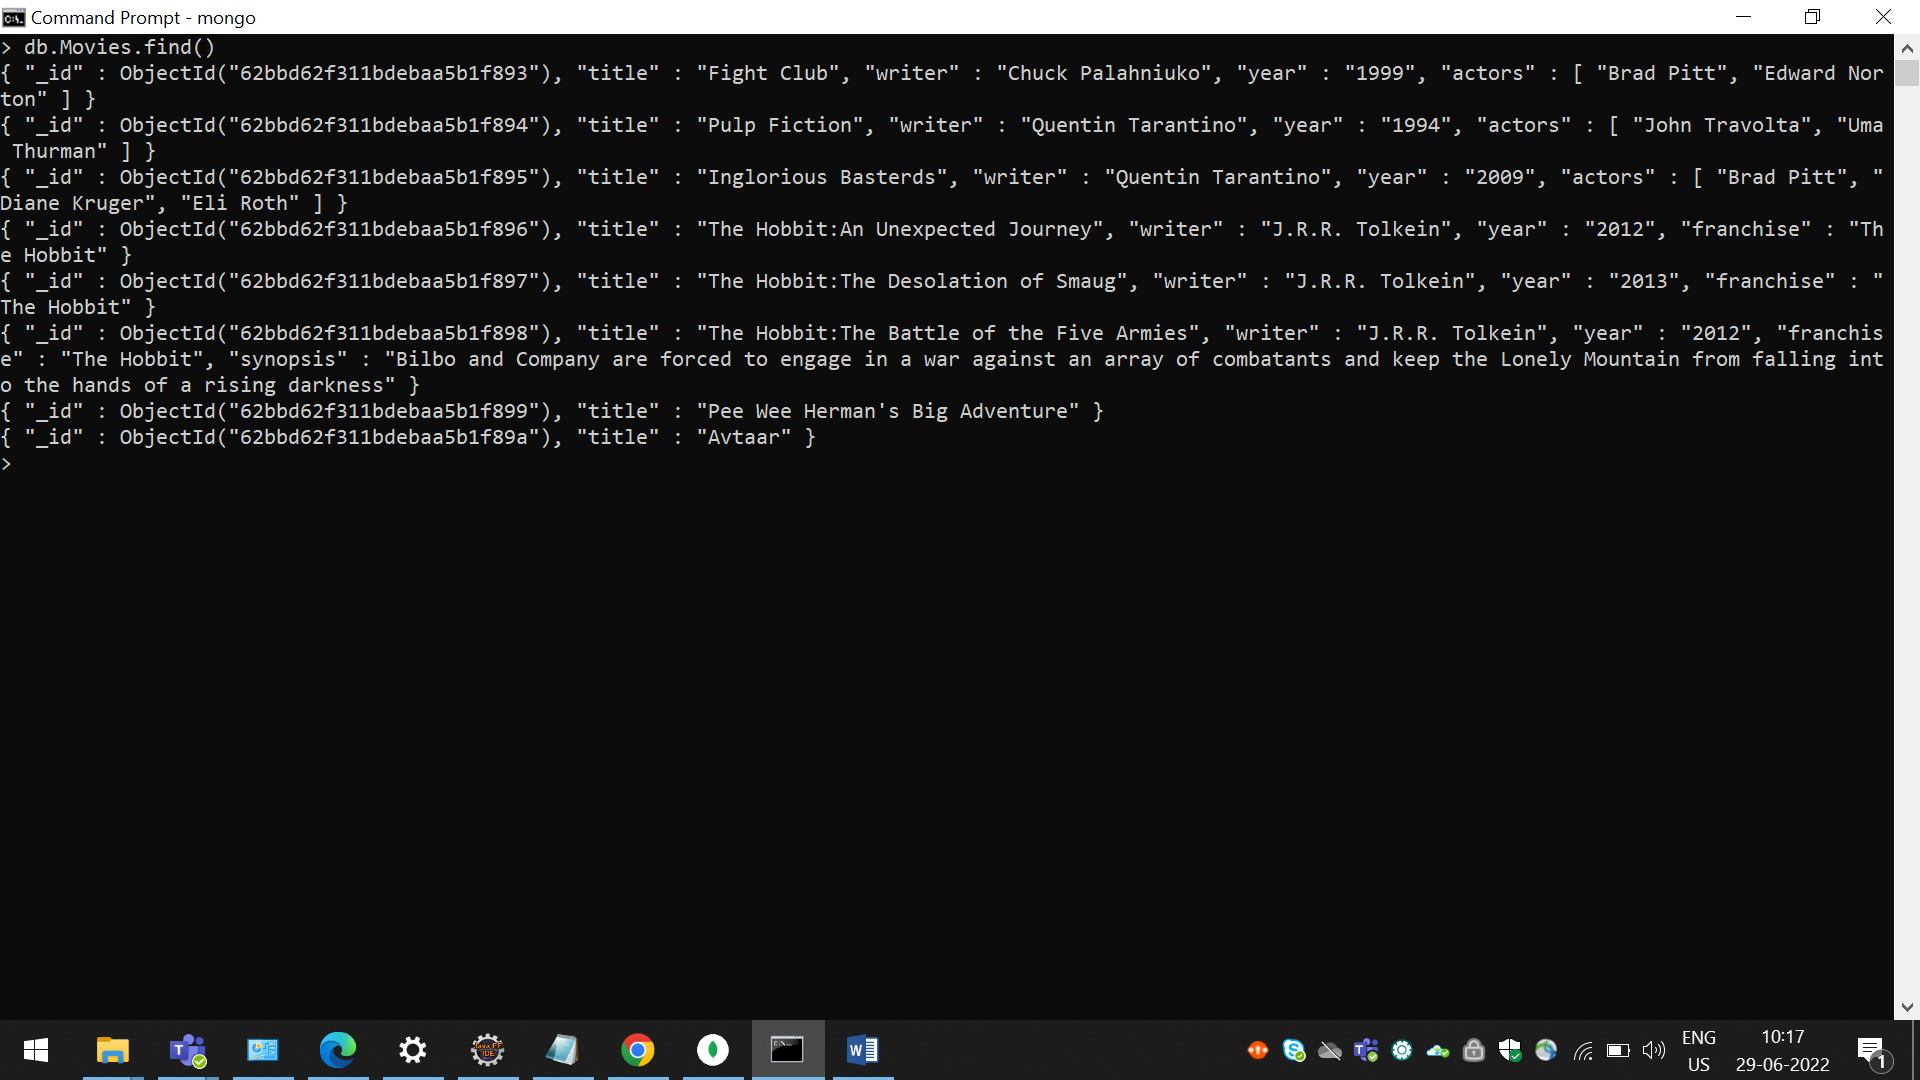 Command Prompt - mongo
> db.Movies.find()
{ "_id" : ObjectId("62bbd62f311bdebaa5b1f893"), "title" : "Fight Club", "writer" : "Chuck Palahniuko", "year" : "1999", "actors" : [ "Brad Pitt", "Edward Nor
ton" ] }
{ "_id" : ObjectId("62bbd62f311bdebaa5b1f894"), "title" : "Pulp Fiction", "writer" : "Quentin Tarantino", "year" : "1994", "actors" : [ "John Travolta", "Uma
 Thurman" ] }
{ "_id" : ObjectId("62bbd62f311bdebaa5b1f895"), "title" : "Inglorious Basterds", "writer" : "Quentin Tarantino", "year" : "2009", "actors" : [ "Brad Pitt", "
Diane Kruger", "Eli Roth" ] }
{ "_id" : ObjectId("62bbd62f311bdebaa5b1f896"), "title" : "The Hobbit:An Unexpected Journey", "writer" : "J.R.R. Tolkein", "year" : "2012", "franchise" : "Th
e Hobbit" }
{ "_id" : ObjectId("62bbd62f311bdebaa5b1f897"), "title" : "The Hobbit:The Desolation of Smaug", "writer" : "J.R.R. Tolkein", "year" : "2013", "franchise" : "
The Hobbit" }
{ "_id" : ObjectId("62bbd62f311bdebaa5b1f898"), "title" : "The Hobbit:The Battle of the Five Armies", "writer" : "J.R.R. Tolkein", "year" : "2012", "franchis
e" : "The Hobbit", "synopsis" : "Bilbo and Company are forced to engage in a war against an array of combatants and keep the Lonely Mountain from falling int
o the hands of a rising darkness" }
{ "_id" : ObjectId("62bbd62f311bdebaa5b1f899"), "title" : "Pee Wee Herman's Big Adventure" }
{ "_id" : ObjectId("62bbd62f311bdebaa5b1f89a"), "title" : "Avtaar" }
>
ENG
US
10:17
29-06-2022
1